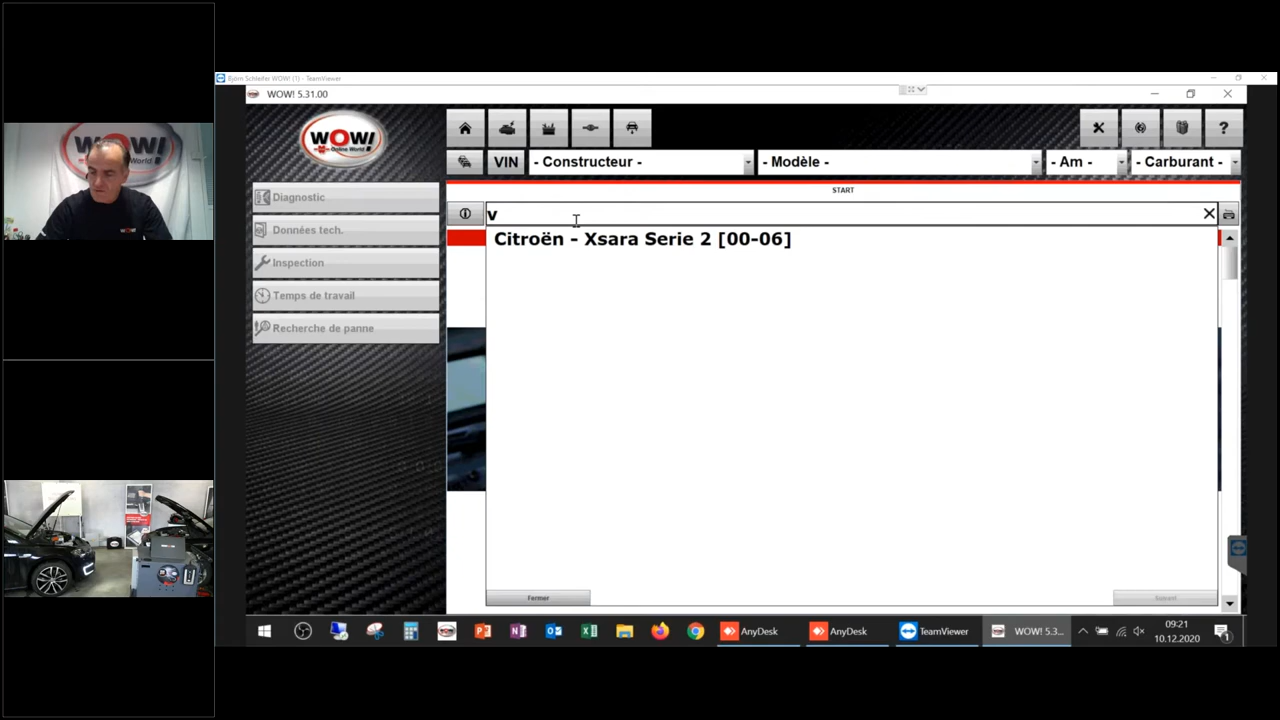 Björn Schleifer WOW! (1) - TeamViewer
WOW! 5.31.00
WOW!
Online World
VIN
- Constructeur -
- Modèle -
- Am -
- Carburant -
START
Diagnostic
Données tech.
Inspection
Temps de travail
Recherche de panne
v
Citroën - Xsara Serie 2 [00-06]
Fermer
AnyDesk
AnyDesk
TeamViewer
WOW! 5.3...
09:21
10.12.2020